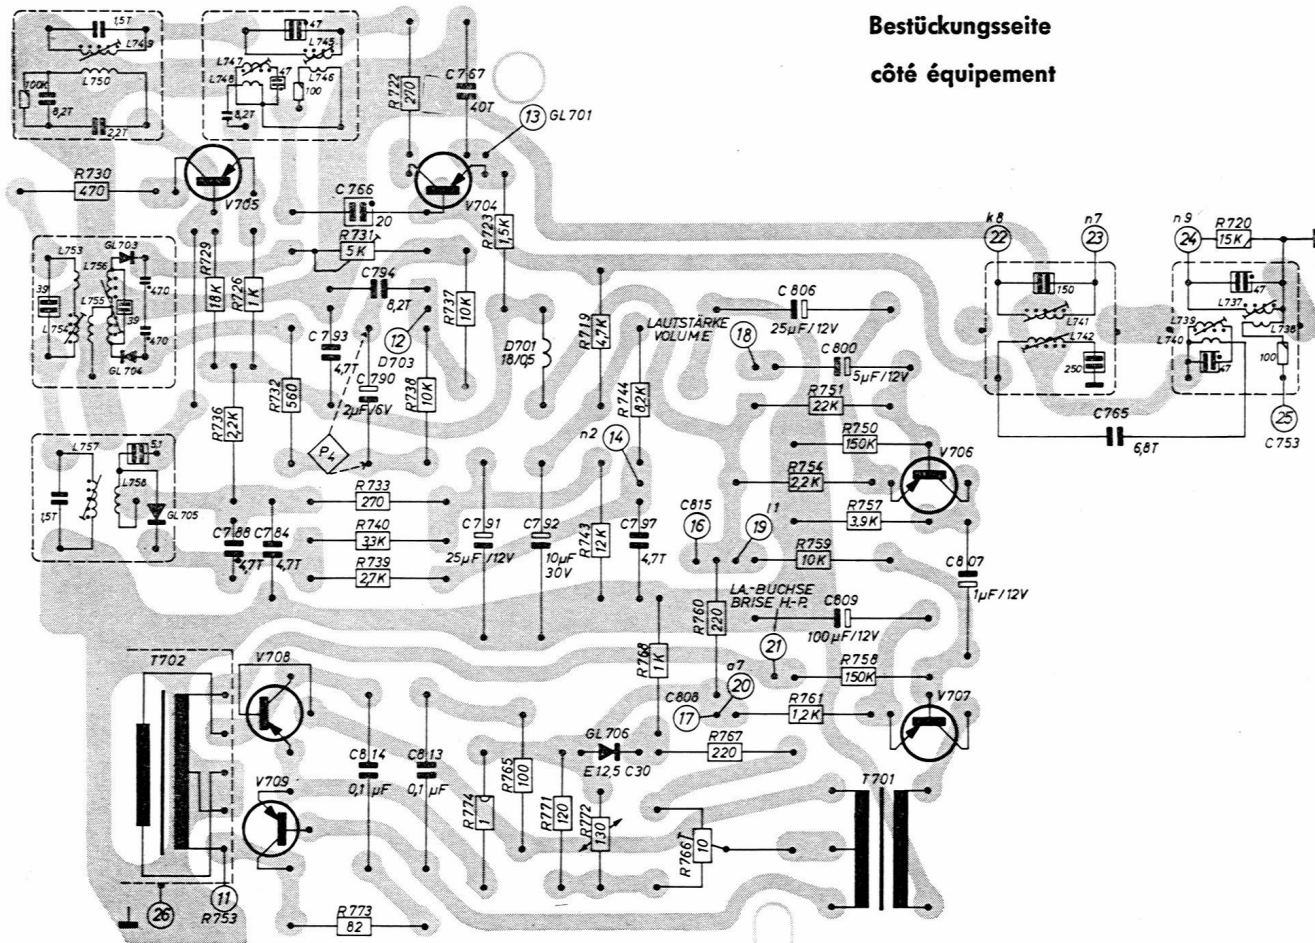 Bestückungsseite
côté équipement
1,5T
L749
L750
100K
8,2T
2,2T
47
L745
L747
L748
47
L746
100
8,2T
R722
270
C767
40T
13 GL701
R730
470
V705
C766
20
V704
R723
1,5K
R731
5K
C794
8,2T
L753
GL703
L756
470
39
L755
39
L754
470
GL704
R729
18K
R726
1K
C793
4,7T
12
D703
C790
2µF/6V
R737
10K
R738
10K
R732
560
R736
2,2K
P4
D701
18/0,5
R719
4,7K
R744
82K
n2
14
LAUTSTÄRKE
VOLUME
18
C806
25µF/12V
C800
5µF/12V
R751
22K
R750
150K
R754
2,2K
V706
R757
3,9K
k8
22
n7
23
150
L741
L742
250
n9
24
R720
15K
47
L737
L739
L738
L740
47
100
25
C753
C765
6,8T
L757
51
L758
1,5T
GL705
C788
4,7T
C784
4,7T
R733
270
R740
3,3K
R739
2,7K
C791
25µF/12V
C792
10µF
30V
R743
12K
C797
4,7T
C815
16
l1
19
R759
10K
C807
1µF/12V
LA.-BUCHSE
BRISE H.-P.
21
C809
100µF/12V
R760
220
R768
1K
R758
150K
a7
20
C808
17
R761
1,2K
V707
R767
220
T702
V708
V709
C814
0,1µF
C813
0,1µF
R774
1
R765
100
R771
120
GL706
E12,5 C30
R772
130
R766
10
T701
26
11
R753
R773
82